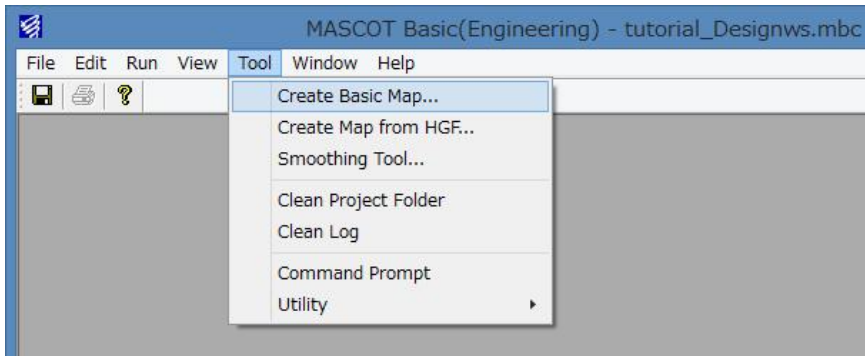 MASCOT Basic(Engineering) - tutorial_Designws.mbc
File Edit Run View Tool Window Help
Create Basic Map...
Create Map from HGF...
Smoothing Tool...
Clean Project Folder
Clean Log
Command Prompt
Utility